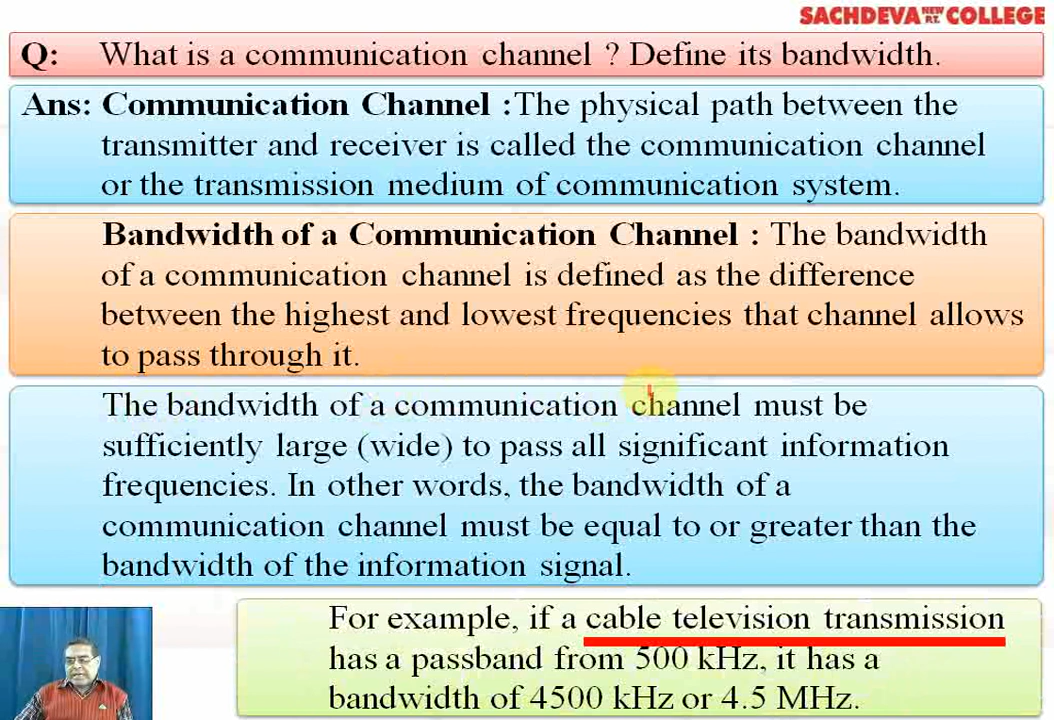 SACHDEVA NEW P.T. COLLEGE
Q: What is a communication channel ? Define its bandwidth.
Ans: Communication Channel :The physical path between the
transmitter and receiver is called the communication channel
or the transmission medium of communication system.
Bandwidth of a Communication Channel : The bandwidth
of a communication channel is defined as the difference
between the highest and lowest frequencies that channel allows
to pass through it.
The bandwidth of a communication channel must be
sufficiently large (wide) to pass all significant information
frequencies. In other words, the bandwidth of a
communication channel must be equal to or greater than the
bandwidth of the information signal.
For example, if a cable television transmission
has a passband from 500 kHz, it has a
bandwidth of 4500 kHz or 4.5 MHz.